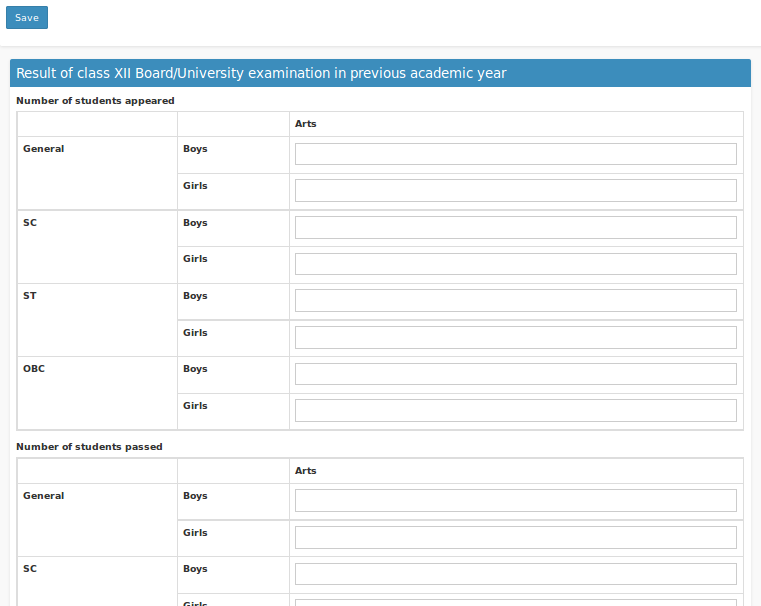 Save
Result of class XII Board/University examination in previous academic year
Number of students appeared
Arts
General Boys
Girls
SC Boys
Girls
ST Boys
Girls
OBC Boys
Girls
Number of students passed
Arts
General Boys
Girls
SC Boys
Girls